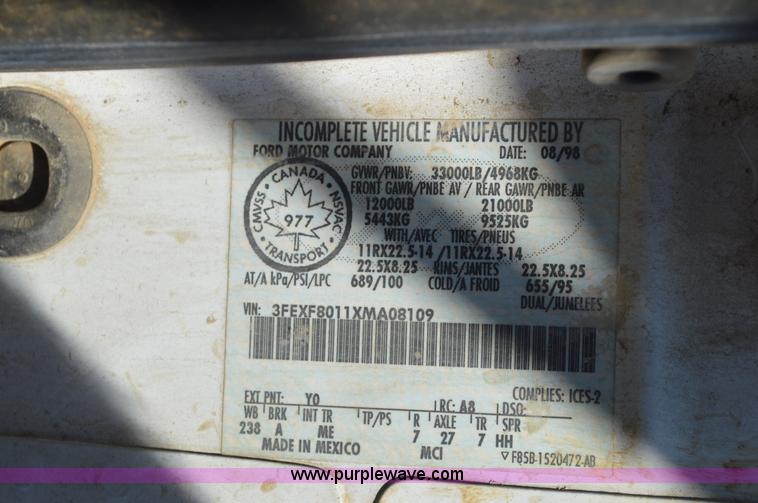 INCOMPLETE VEHICLE MANUFACTURED BY
FORD MOTOR COMPANY DATE: 08/98
GVWR/PNBV: 33000LB/4968KG
FRONT GAWR/PNBE AV / REAR GAWR/PNBE AR
12000LB 21000LB
5443KG 9525KG
WITH/AVEC TIRES/PNEUS
11RX22.5-14 /11RX22.5-14
22.5X8.25 RIMS/JANTES 22.5X8.25
AT/A kPa/PSI/LPC 689/100 COLD/A FROID 655/95
DUAL/JUMELEES
CANADA
CMVSS · NSVAC
977
TRANSPORT
VIN: 3FEXF8011XMA08109
COMPLIES: ICES-2
EXT PNT: Y0 RC: A8 DSO:
WB BRK INT TR TP/PS R AXLE TR SPR
238 A ME 7 27 7 HH
MADE IN MEXICO MCI ▽ F85B-1520472-AB
www.purplewave.com